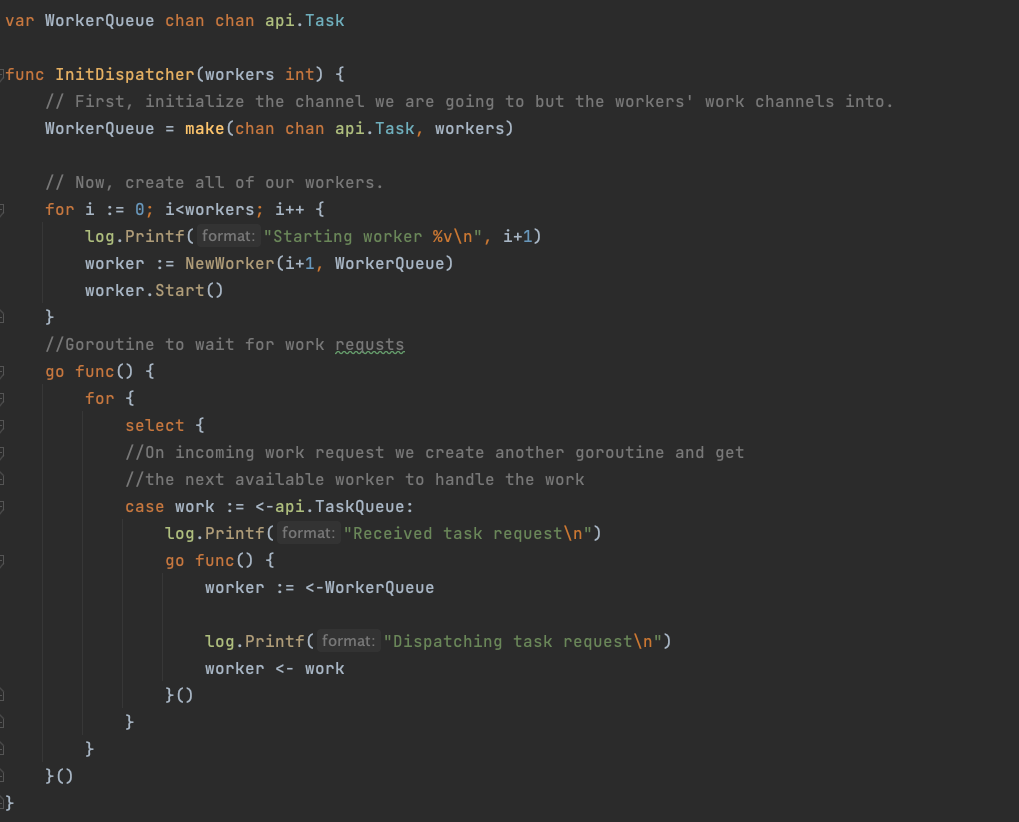 var WorkerQueue chan chan api.Task

func InitDispatcher(workers int) {
    // First, initialize the channel we are going to but the workers' work channels into.
    WorkerQueue = make(chan chan api.Task, workers)

    // Now, create all of our workers.
    for i := 0; i<workers; i++ {
        log.Printf( format: "Starting worker %v\n", i+1)
        worker := NewWorker(i+1, WorkerQueue)
        worker.Start()
    }
    //Goroutine to wait for work requsts
    go func() {
        for {
            select {
            //On incoming work request we create another goroutine and get
            //the next available worker to handle the work
            case work := <-api.TaskQueue:
                log.Printf( format: "Received task request\n")
                go func() {
                    worker := <-WorkerQueue

                    log.Printf( format: "Dispatching task request\n")
                    worker <- work
                }()
            }
        }
    }()
}